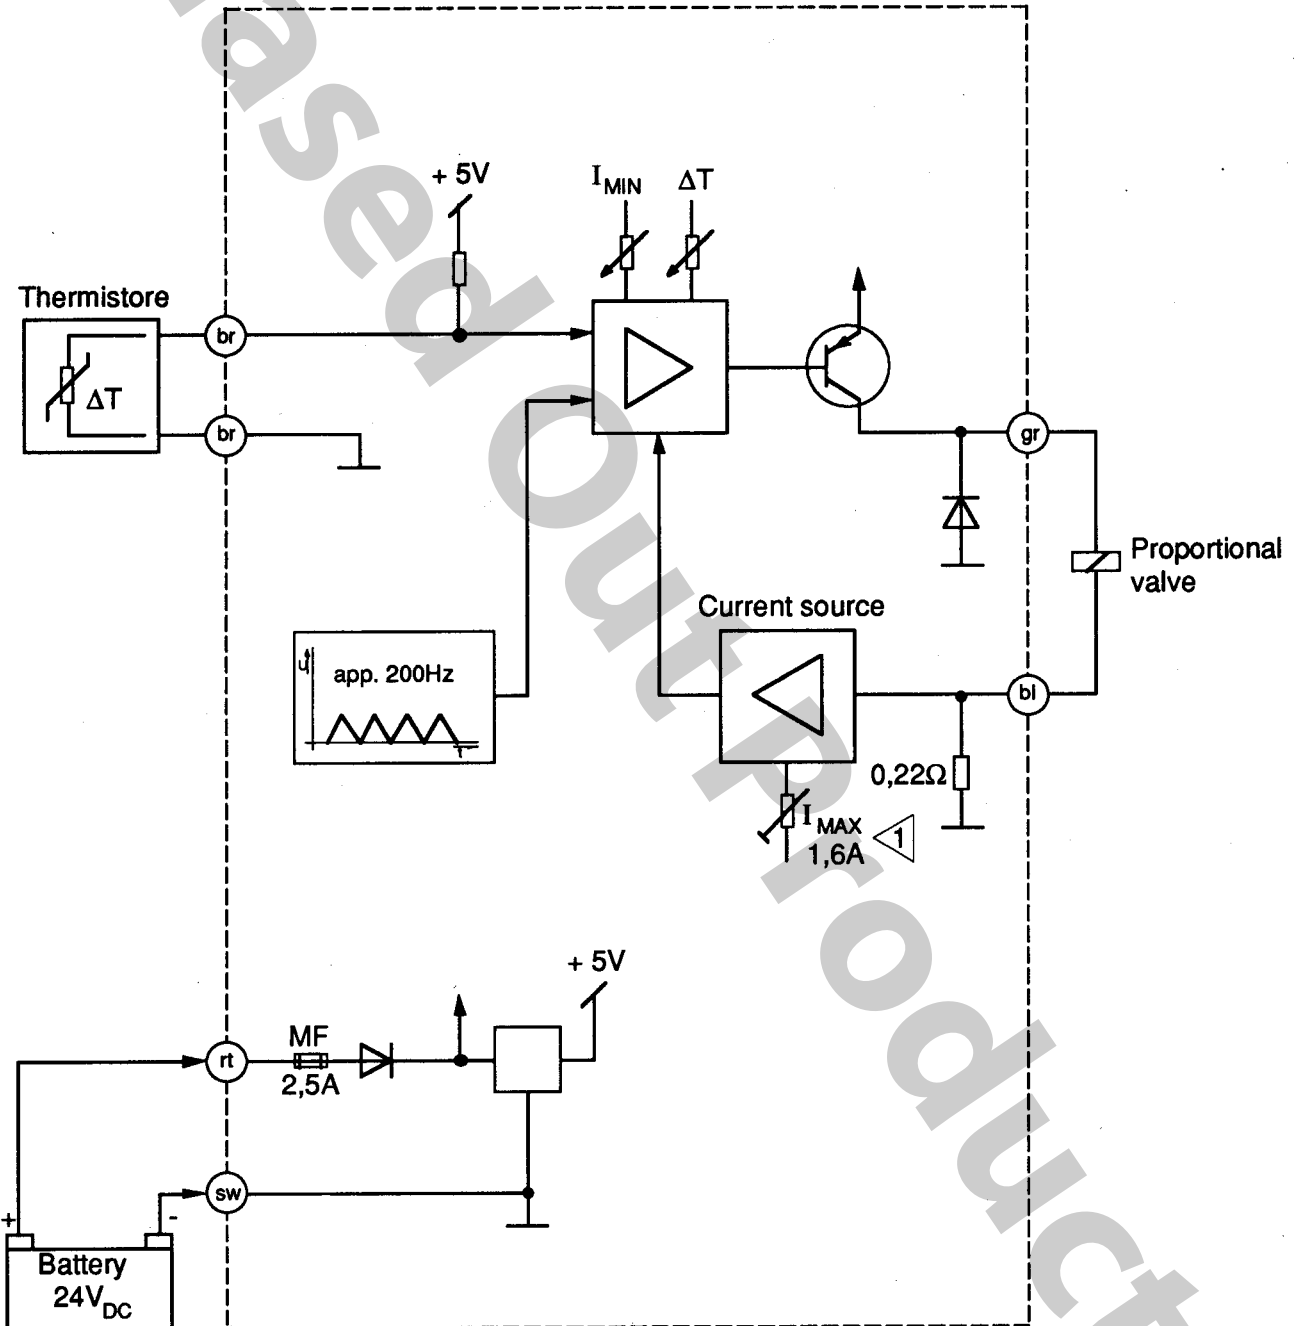 Phased Out Product
+ 5V
I MIN
ΔT
Thermistore
br
ΔT
br
gr
Proportional
valve
Current source
U
app. 200Hz
T
bl
0,22Ω
I MAX
1,6A
1
+ 5V
MF
2,5A
rt
sw
+
-
Battery
24V DC